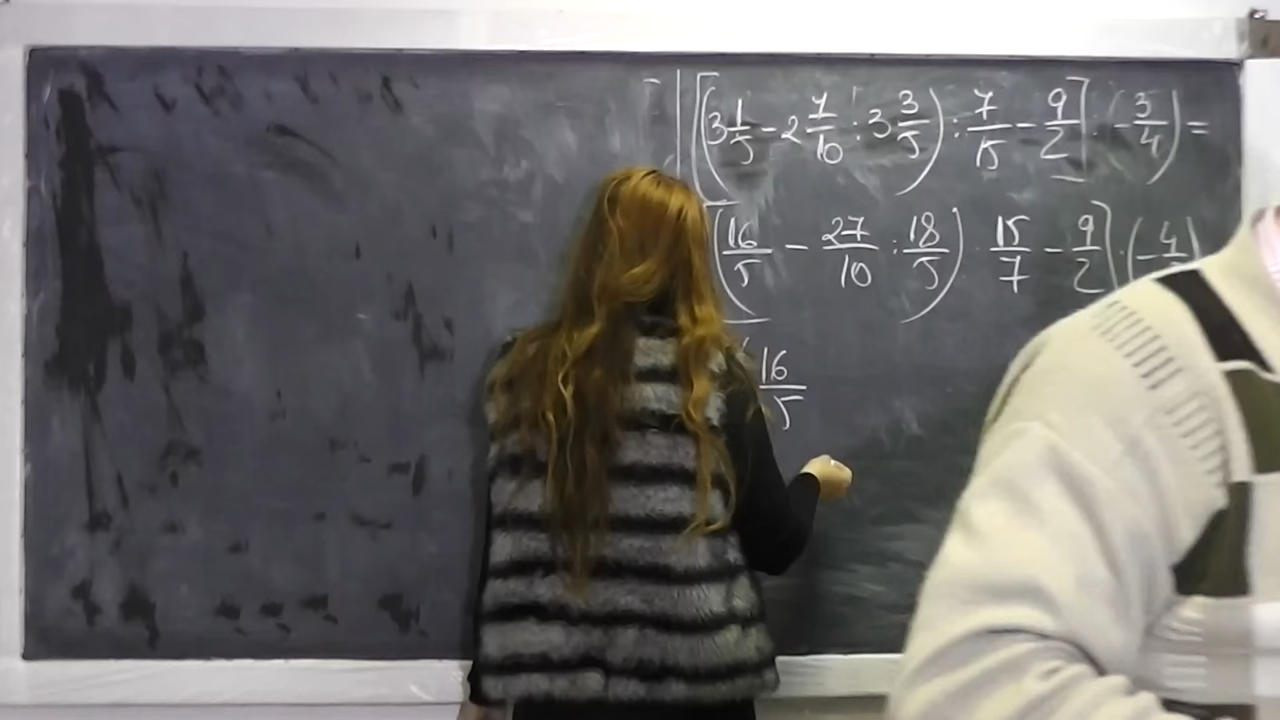 [(3 1/5 - 2 7/10 : 3 3/5) : 7/15 - 9/2] : (-3/4) =
[(16/5 - 27/10 : 18/5) · 15/7 - 9/2] · (-4/
(16/5